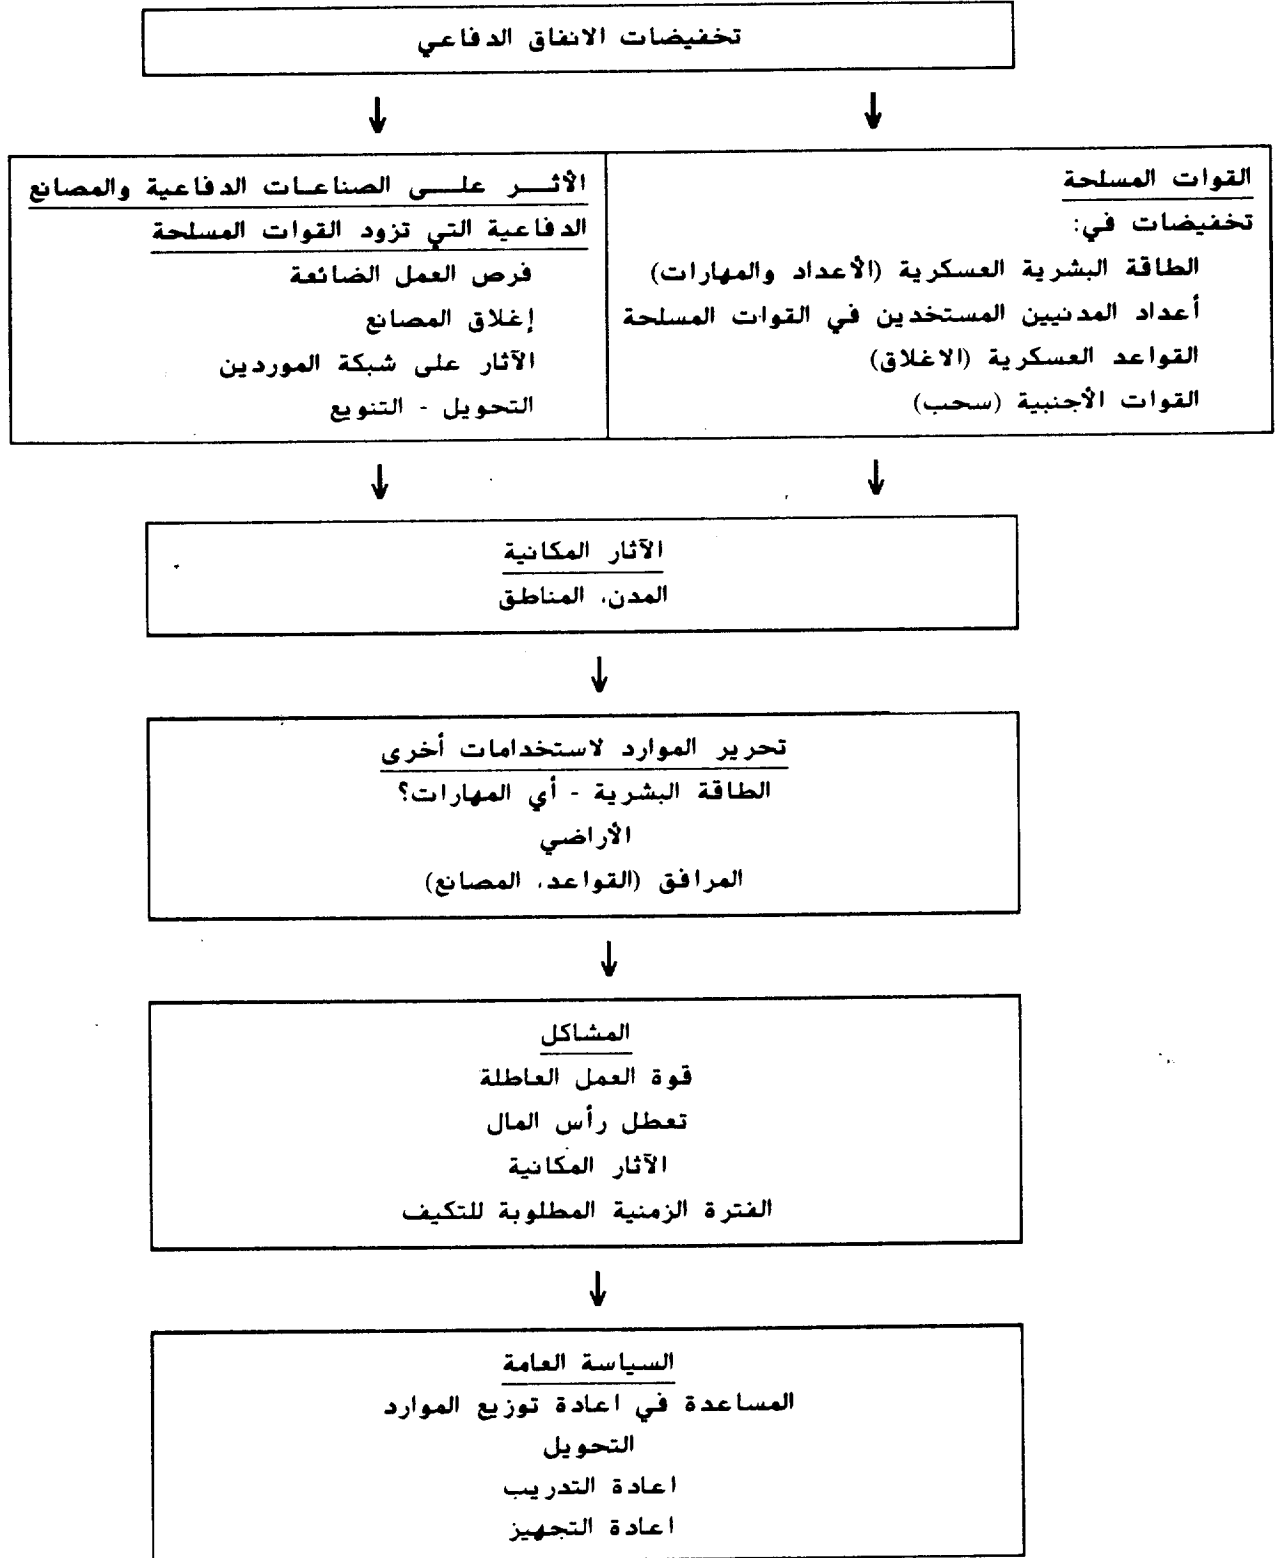 تخفيضات الانفاق الدفاعي
القوات المسلحة
تخفيضات في:
الطاقة البشرية العسكرية (الأعداد والمهارات)
أعداد المدنيين المستخدين في القوات المسلحة
القواعد العسكرية (الاغلاق)
القوات الأجنبية (سحب)
الأثـــر علـــى الصناعــات الدفاعية والمصانع
الدفاعية التي تزود القوات المسلحة
فرص العمل الضائعة
إغلاق المصانع
الآثار على شبكة الموردين
التحويل - التنويع
الآثار المكانية
المدن، المناطق
تحرير الموارد لاستخدامات أخرى
الطاقة البشرية - أي المهارات؟
الأراضي
المرافق (القواعد، المصانع)
المشاكل
قوة العمل العاطلة
تعطل رأس المال
الآثار المكانية
الفترة الزمنية المطلوبة للتكيف
السياسة العامة
المساعدة في اعادة توزيع الموارد
التحويل
اعادة التدريب
اعادة التجهيز